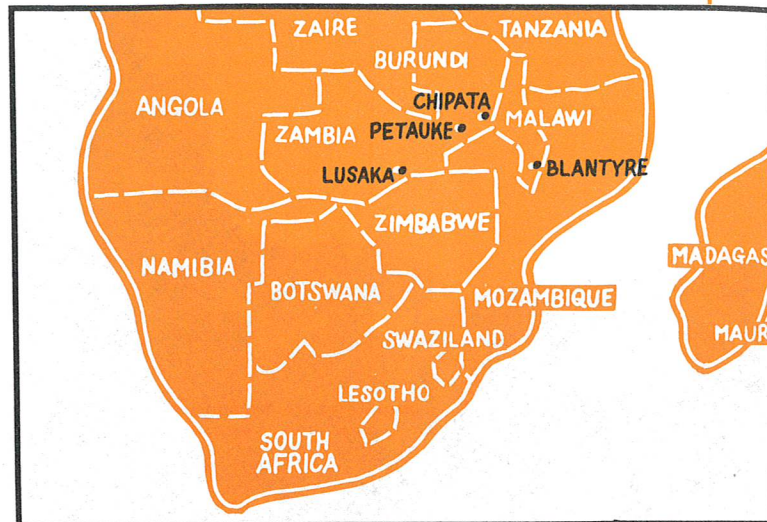 ZAIRE
TANZANIA
BURUNDI
ANGOLA
CHIPATA
MALAWI
ZAMBIA
PETAUKE
LUSAKA
BLANTYRE
ZIMBABWE
NAMIBIA
MADAGAS
BOTSWANA
MOZAMBIQUE
MAUR
SWAZILAND
LESOTHO
SOUTH
AFRICA